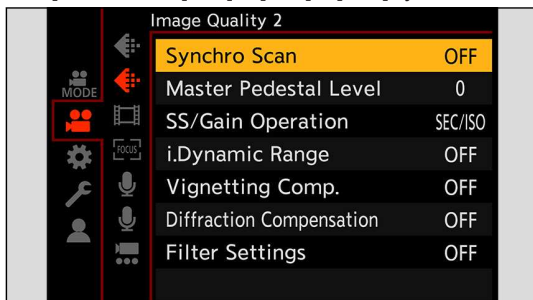 Image Quality 2
Synchro Scan OFF
Master Pedestal Level 0
SS/Gain Operation SEC/ISO
i.Dynamic Range OFF
Vignetting Comp. OFF
Diffraction Compensation OFF
Filter Settings OFF
MODE
FOCUS